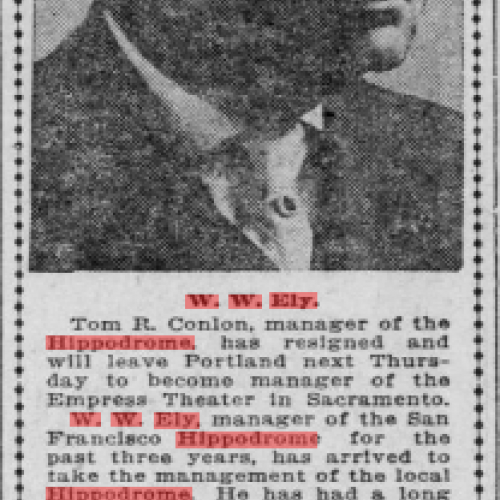 W. W. Ely.
Tom R. Conlon, manager of the
Hippodrome, has resigned and
will leave Portland next Thurs-
day to become manager of the
Empress Theater in Sacramento.
W. W. Ely, manager of the San
Francisco Hippodrome for the
past three years, has arrived to
take the management of the local
Hippodrome. He has had a long